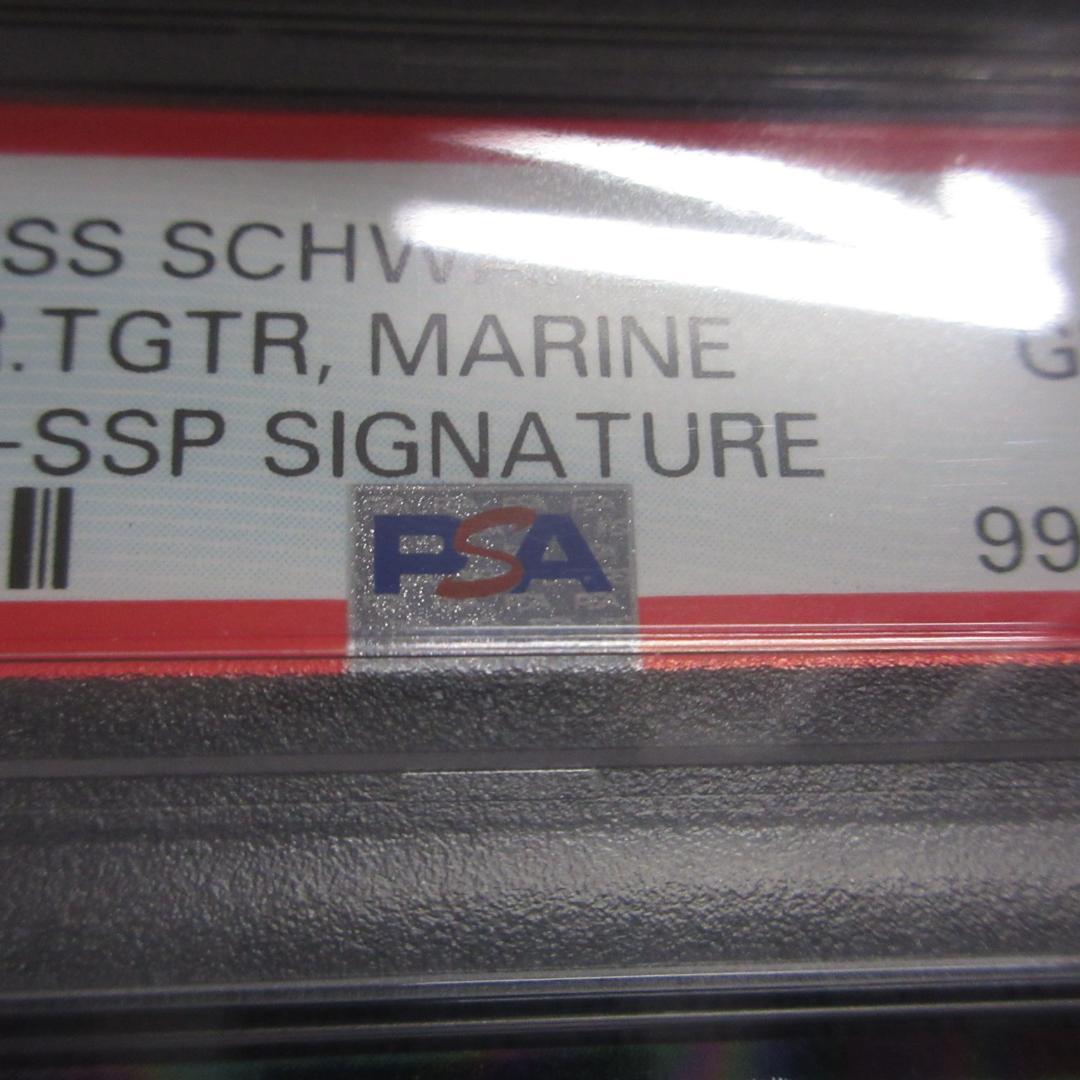 SS SCHW
.TGTR, MARINE
G
-SSP SIGNATURE
PSA
99